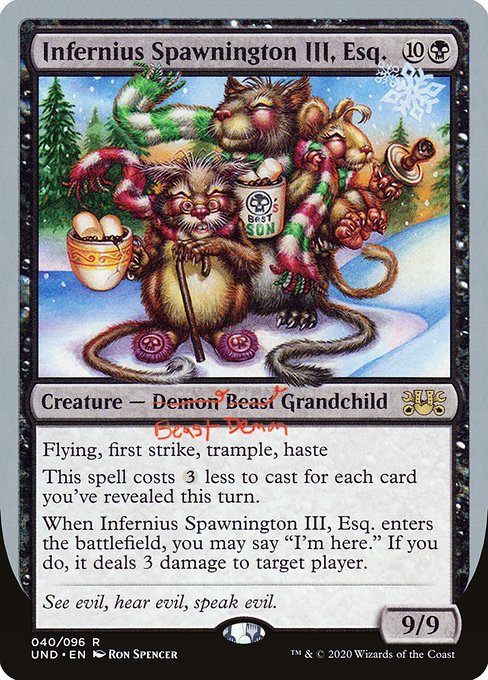 Infernius Spawnington III, Esq. 10
'S
BEST
SON
Creature — Demon Beast Grandchild
Beast Demon
Flying, first strike, trample, haste
This spell costs 3 less to cast for each card
you've revealed this turn.
When Infernius Spawnington III, Esq. enters
the battlefield, you may say “I'm here.” If you
do, it deals 3 damage to target player.
See evil, hear evil, speak evil.
9/9
040/096 R
UND • EN Ron Spencer
™ & © 2020 Wizards of the Coast